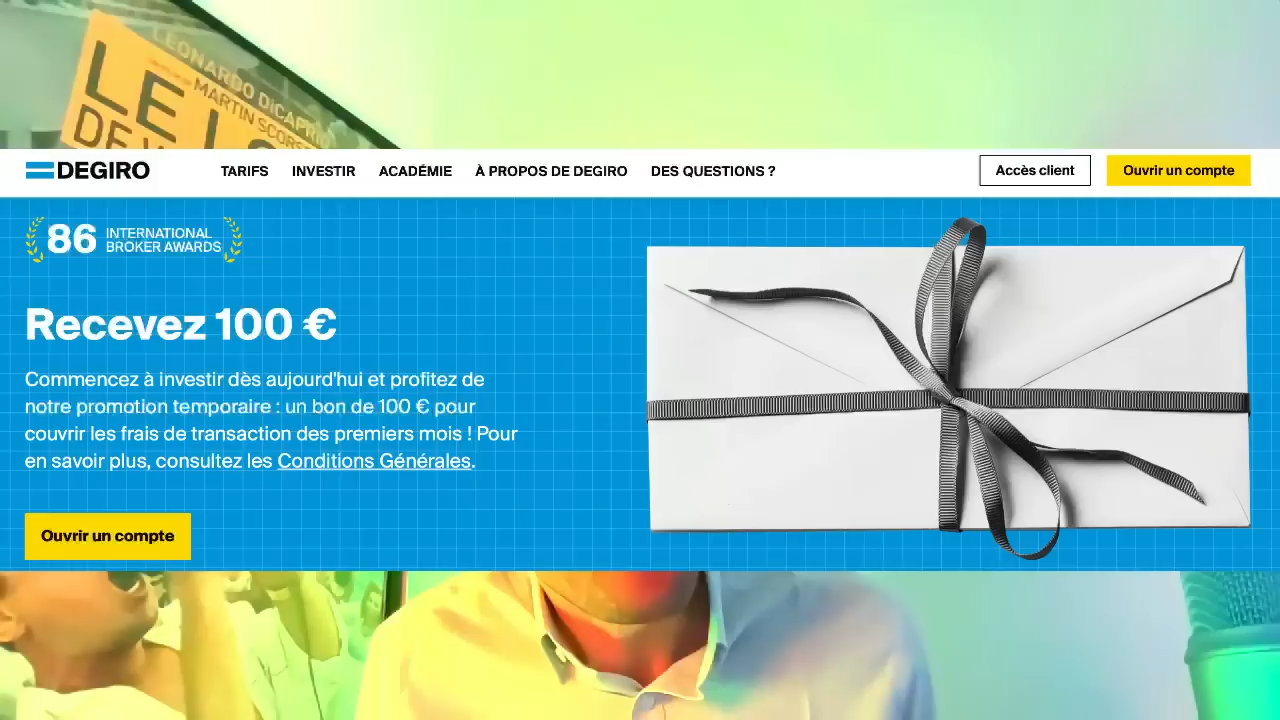 LEONARDO DiCAPRIO
MARTIN SCORSE
LE LO
DE W
DEGIRO
TARIFS
INVESTIR
ACADÉMIE
À PROPOS DE DEGIRO
DES QUESTIONS ?
Accès client
Ouvrir un compte
86
INTERNATIONAL
BROKER AWARDS
Recevez 100 €
Commencez à investir dès aujourd'hui et profitez de
notre promotion temporaire : un bon de 100 € pour
couvrir les frais de transaction des premiers mois ! Pour
en savoir plus, consultez les Conditions Générales.
Ouvrir un compte